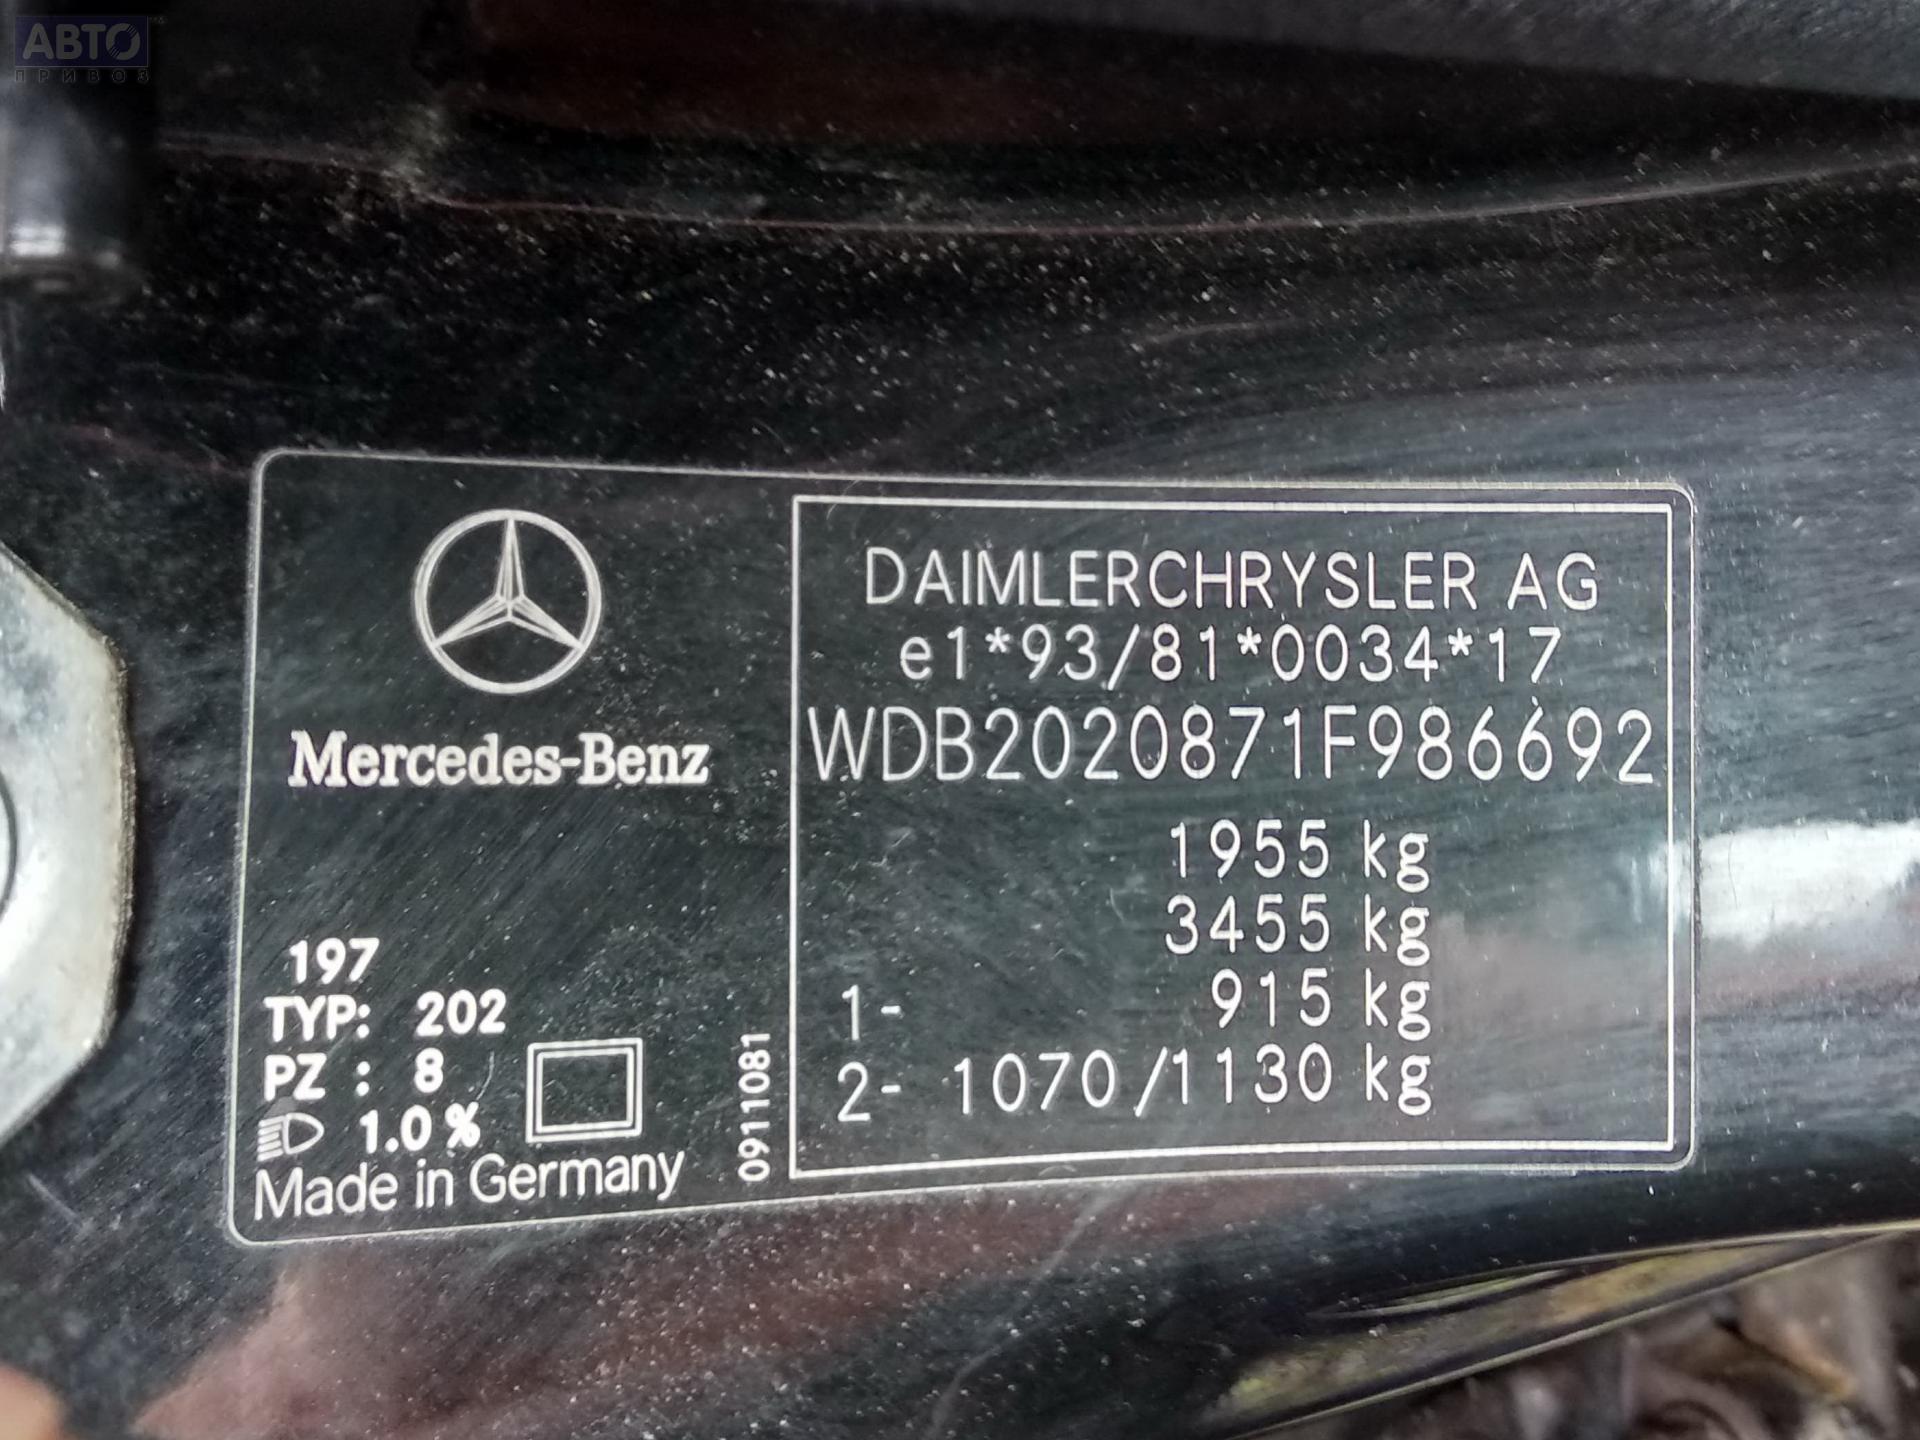 АВТО
ПРИВОЗ
Mercedes-Benz
197
TYP: 202
PZ : 8
1.0 %
Made in Germany
0911081
DAIMLERCHRYSLER AG
e1*93/81*0034*17
WDB2020871F986692
1955 kg
3455 kg
1- 915 kg
2- 1070/1130 kg